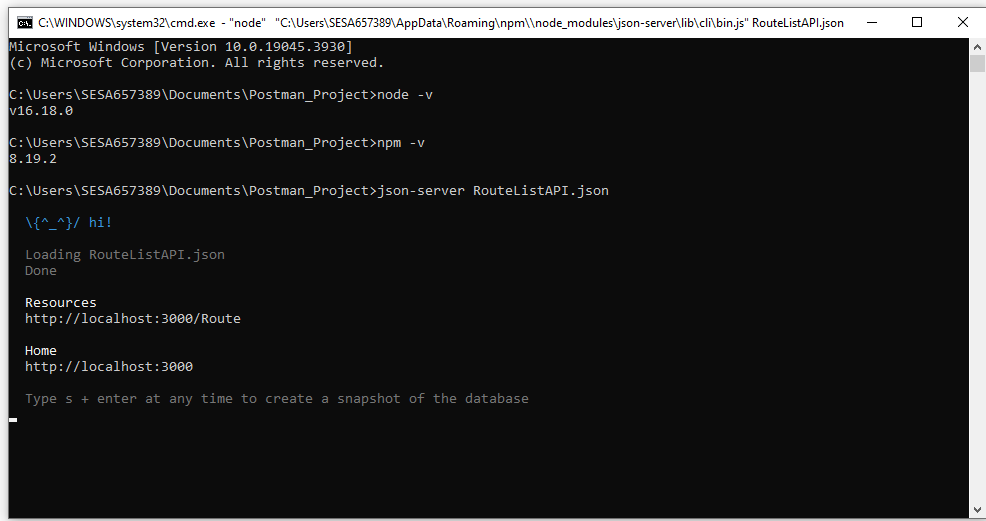 C:\WINDOWS\system32\cmd.exe - "node" "C:\Users\SESA657389\AppData\Roaming\npm\\node_modules\json-server\lib\cli\bin.js" RouteListAPI.json
Microsoft Windows [Version 10.0.19045.3930]
(c) Microsoft Corporation. All rights reserved.
C:\Users\SESA657389\Documents\Postman_Project>node -v
v16.18.0
C:\Users\SESA657389\Documents\Postman_Project>npm -v
8.19.2
C:\Users\SESA657389\Documents\Postman_Project>json-server RouteListAPI.json
\{^_^}/ hi!
Loading RouteListAPI.json
Done
Resources
http://localhost:3000/Route
Home
http://localhost:3000
Type s + enter at any time to create a snapshot of the database